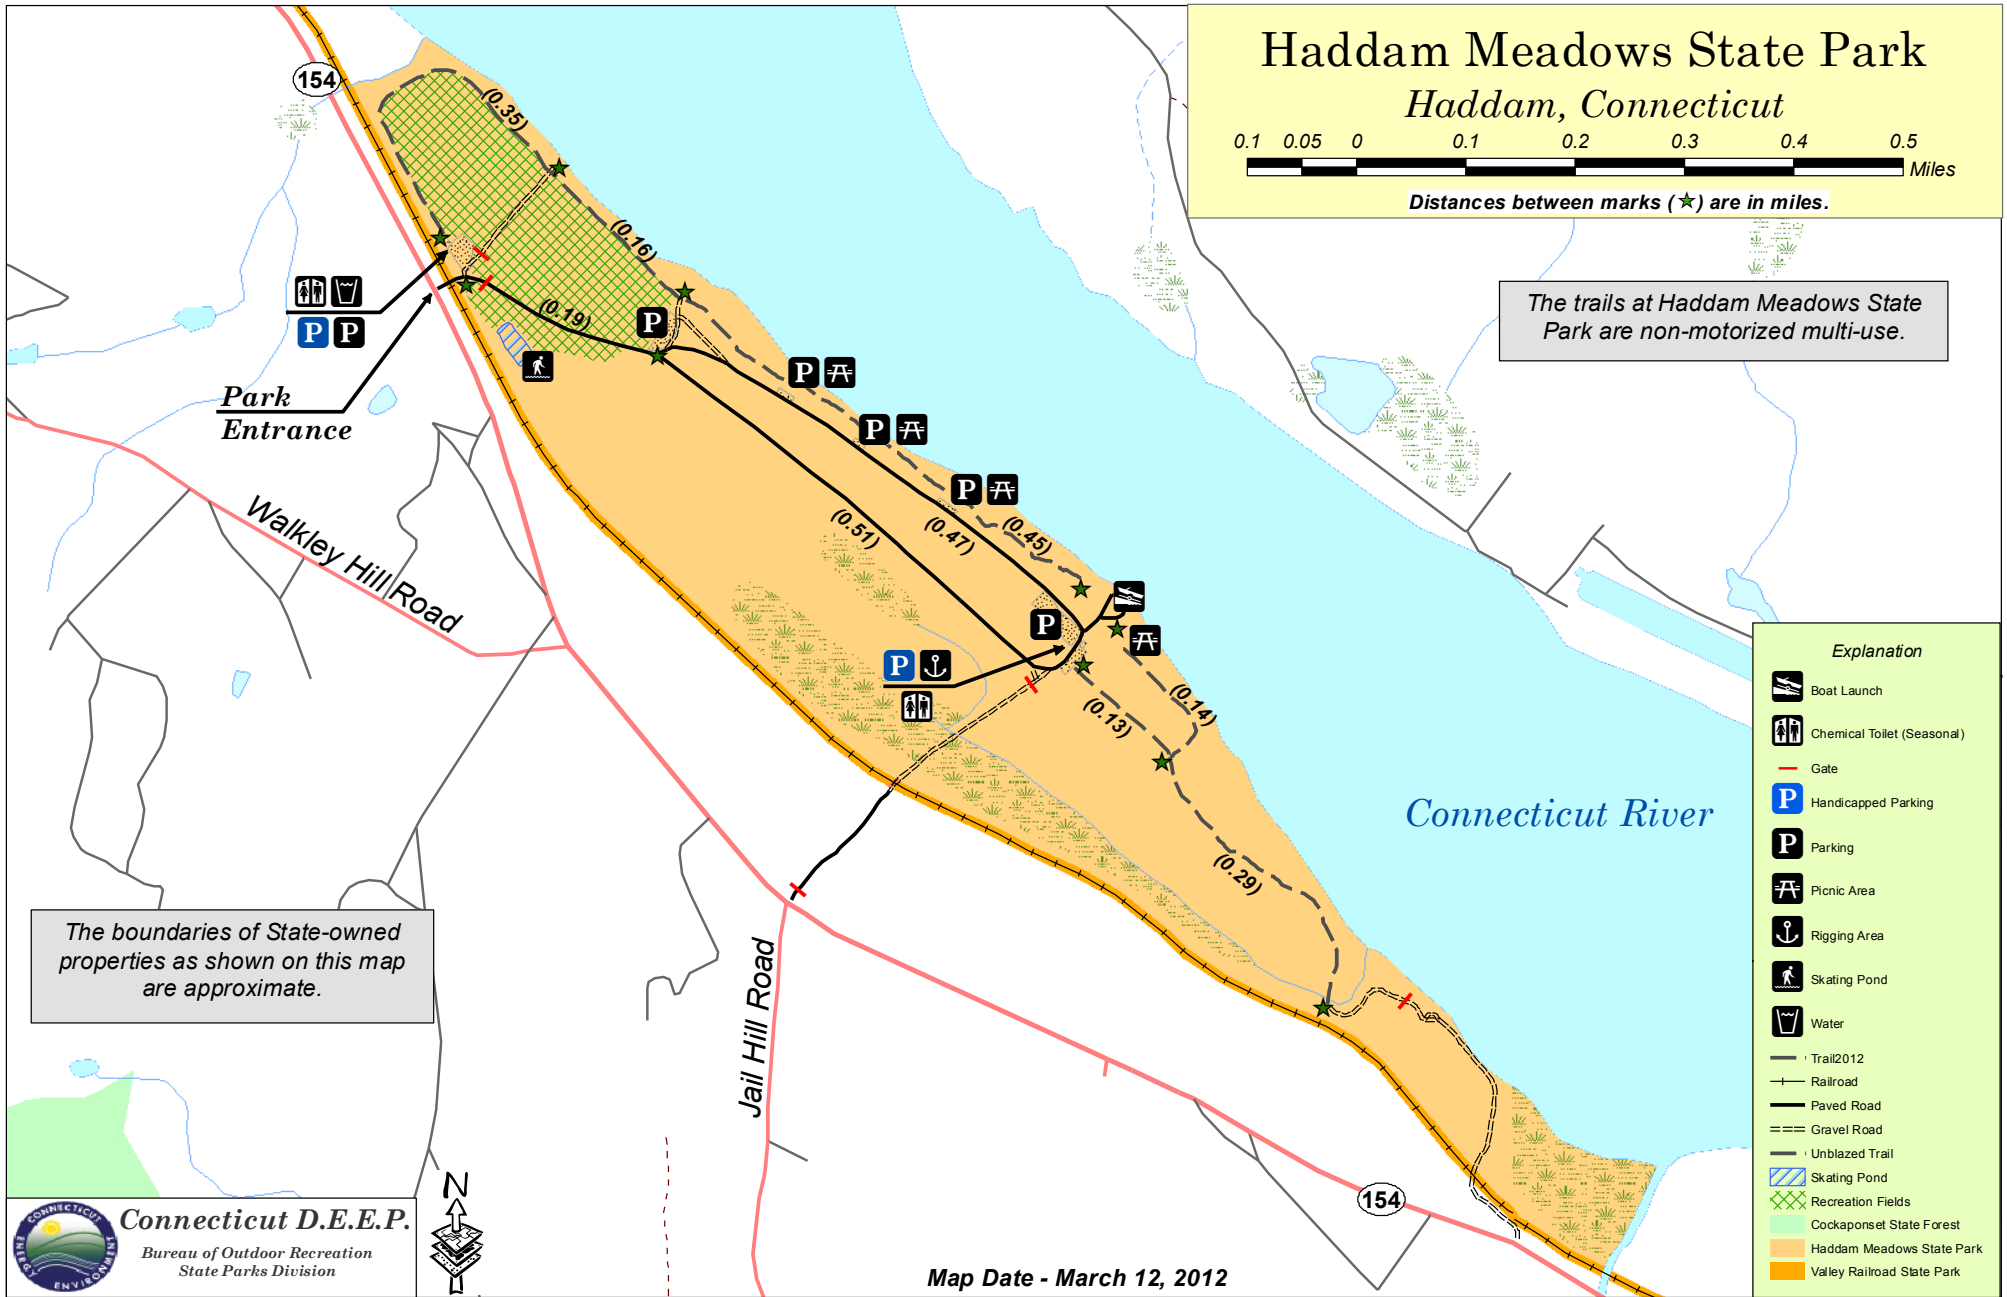 Haddam Meadows State Park
Haddam, Connecticut
0.1 0.05 0 0.1 0.2 0.3 0.4 0.5
Miles
Distances between marks (★) are in miles.
The trails at Haddam Meadows State
Park are non-motorized multi-use.
154
(0.35)
(0.16)
(0.19)
P
P P
Park
Entrance
P
P
P
(0.51)
(0.47)
(0.45)
Walkley Hill Road
P
P
(0.14)
(0.13)
(0.29)
Connecticut River
The boundaries of State-owned
properties as shown on this map
are approximate.
Jail Hill Road
154
Explanation
Boat Launch
Chemical Toilet (Seasonal)
Gate
P Handicapped Parking
P Parking
Picnic Area
Rigging Area
Skating Pond
Water
Trail2012
Railroad
Paved Road
Gravel Road
Unblazed Trail
Skating Pond
Recreation Fields
Cockaponset State Forest
Haddam Meadows State Park
Valley Railroad State Park
CONNECTICUT
ENERGY
ENVIRONMENT
Connecticut D.E.E.P.
Bureau of Outdoor Recreation
State Parks Division
N
Map Date - March 12, 2012